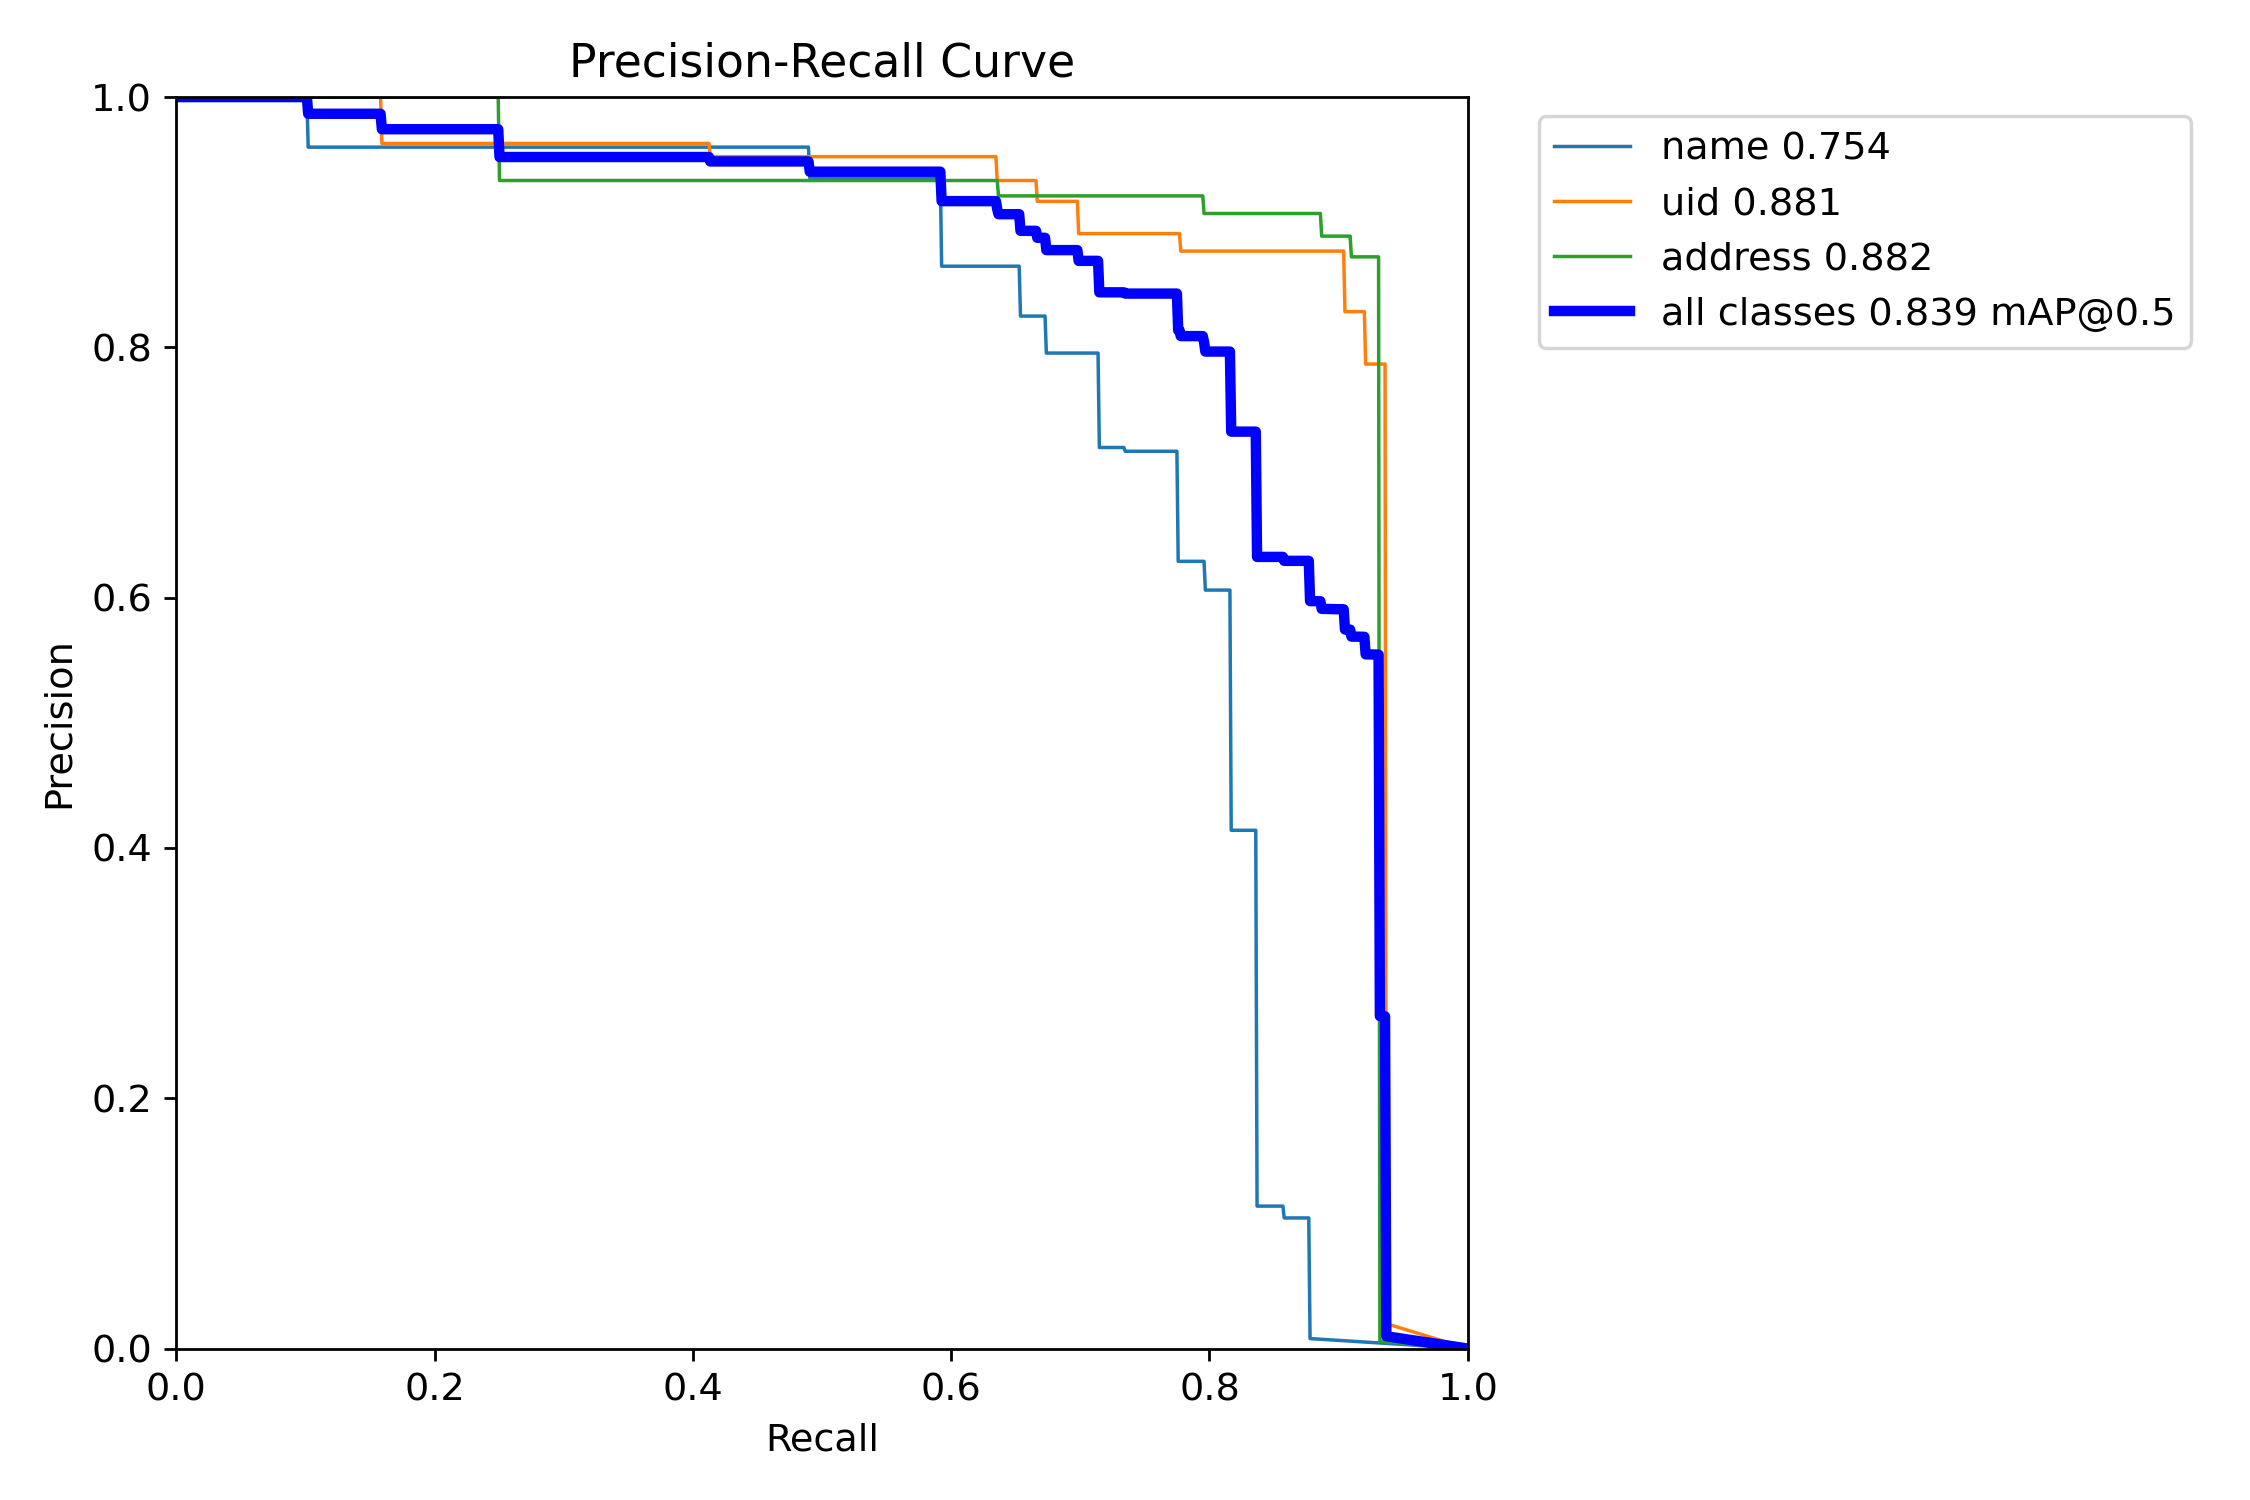 Precision-Recall Curve
1.0
0.8
0.6
0.4
0.2
0.0
Precision
0.0 0.2 0.4 0.6 0.8 1.0
Recall
name 0.754
uid 0.881
address 0.882
all classes 0.839 mAP@0.5